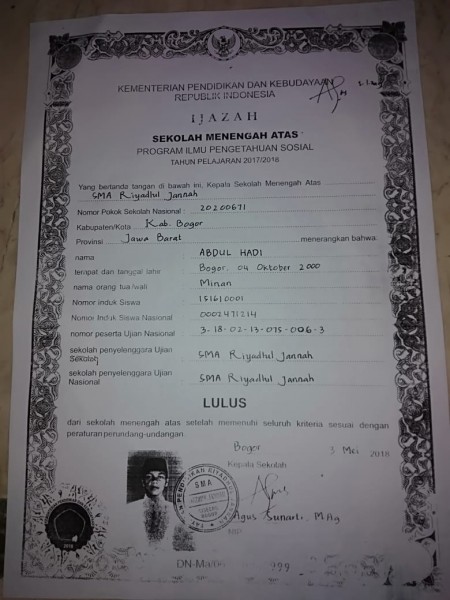 KEMENTERIAN PENDIDIKAN DAN KEBUDAYAAN
REPUBLIK INDONESIA
IJAZAH
SEKOLAH MENENGAH ATAS
PROGRAM ILMU PENGETAHUAN SOSIAL
TAHUN PELAJARAN 2017/2018
Yang bertanda tangan di bawah ini, Kepala Sekolah Menengah Atas
SMA Riyadhul Jannah
Nomor Pokok Sekolah Nasional : 20200671
Kabupaten/Kota Kab. Bogor
Provinsi Jawa Barat menerangkan bahwa:
nama ABDUL HADI
tempat dan tanggal lahir Bogor, 04 Oktober 2000
nama orang tua/wali Minan
Nomor induk Siswa 151610001
Nomor Induk Siswa Nasional 0002471214
nomor peserta Ujian Nasional 3-18-02-13-075-006-3
sekolah penyelenggara Ujian Sekolah SMA Riyadhul Jannah
sekolah penyelenggara Ujian Nasional SMA Riyadhul Jannah
LULUS
dari sekolah menengah atas setelah memenuhi seluruh kriteria sesuai dengan
peraturan perundang-undangan.
Bogor 3 Mei 2018
Kepala Sekolah
SMA
Agus Sunarti, M.Ag
NIP
DN-Ma/06 999